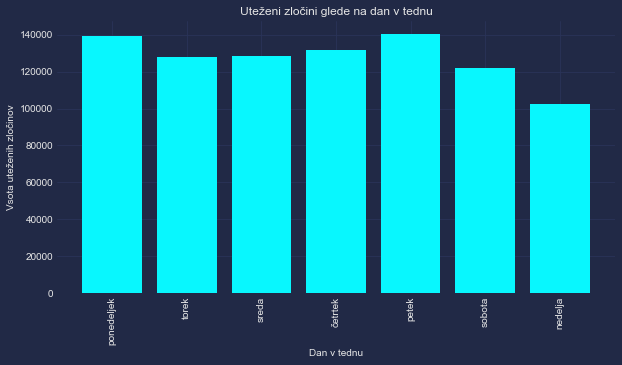 Uteženi zločini glede na dan v tednu
Vsota uteženih zločinov
140000
120000
100000
80000
60000
40000
20000
0
ponedeljek
torek
sreda
četrtek
petek
sobota
nedelja
Dan v tednu